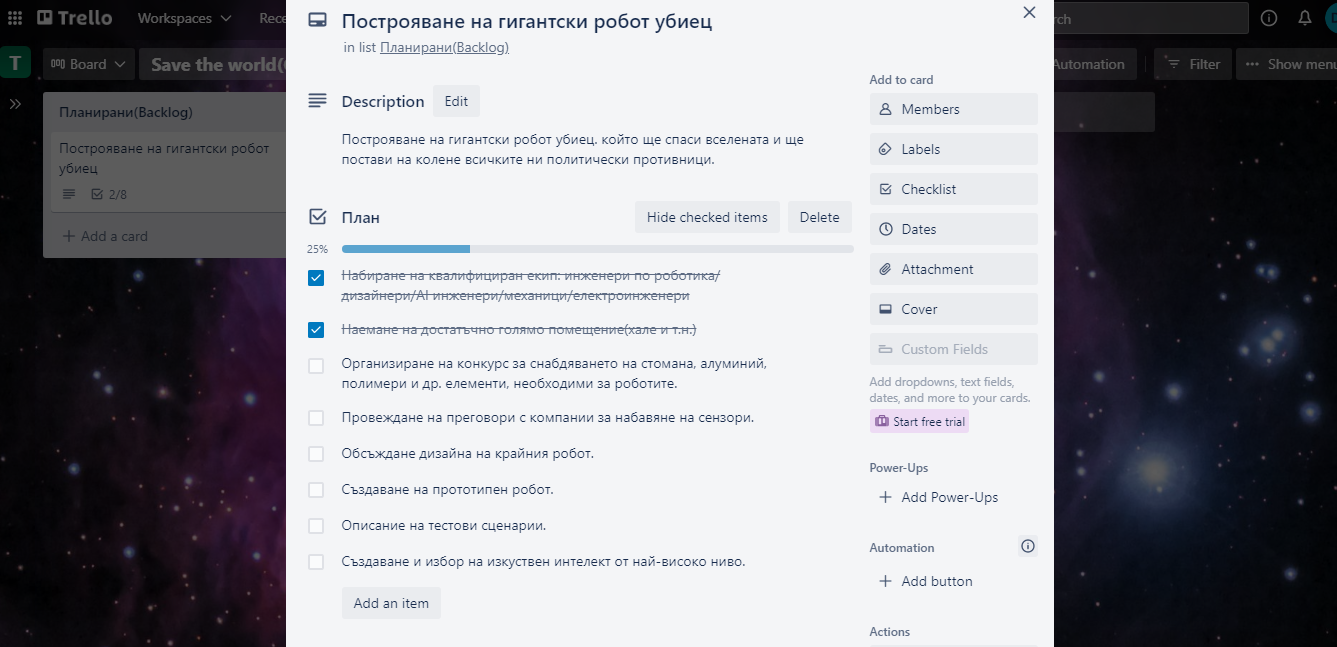 Trello
Workspaces
Rece
rch
T
Board
Save the world(
Automation
Filter
Show menu
Планирани(Backlog)
Построяване на гигантски робот
убиец
2/8
Add a card
Построяване на гигантски робот убиец
in list Планирани(Backlog)
Description
Edit
Построяване на гигантски робот убиец. който ще спаси вселената и ще
постави на колене всичките ни политически противници.
План
Hide checked items
Delete
25%
Набиране на квалифициран екип: инженери по роботика/
дизайнери/AI инженери/механици/електроинженери
Наемане на достатъчно голямо помещение(хале и т.н.)
Организиране на конкурс за снабдяването на стомана, алуминий,
полимери и др. елементи, необходими за роботите.
Провеждане на преговори с компании за набавяне на сензори.
Обсъждане дизайна на крайния робот.
Създаване на прототипен робот.
Описание на тестови сценарии.
Създаване и избор на изкуствен интелект от най-високо ниво.
Add an item
Add to card
Members
Labels
Checklist
Dates
Attachment
Cover
Custom Fields
Add dropdowns, text fields,
dates, and more to your cards.
Start free trial
Power-Ups
Add Power-Ups
Automation
Add button
Actions